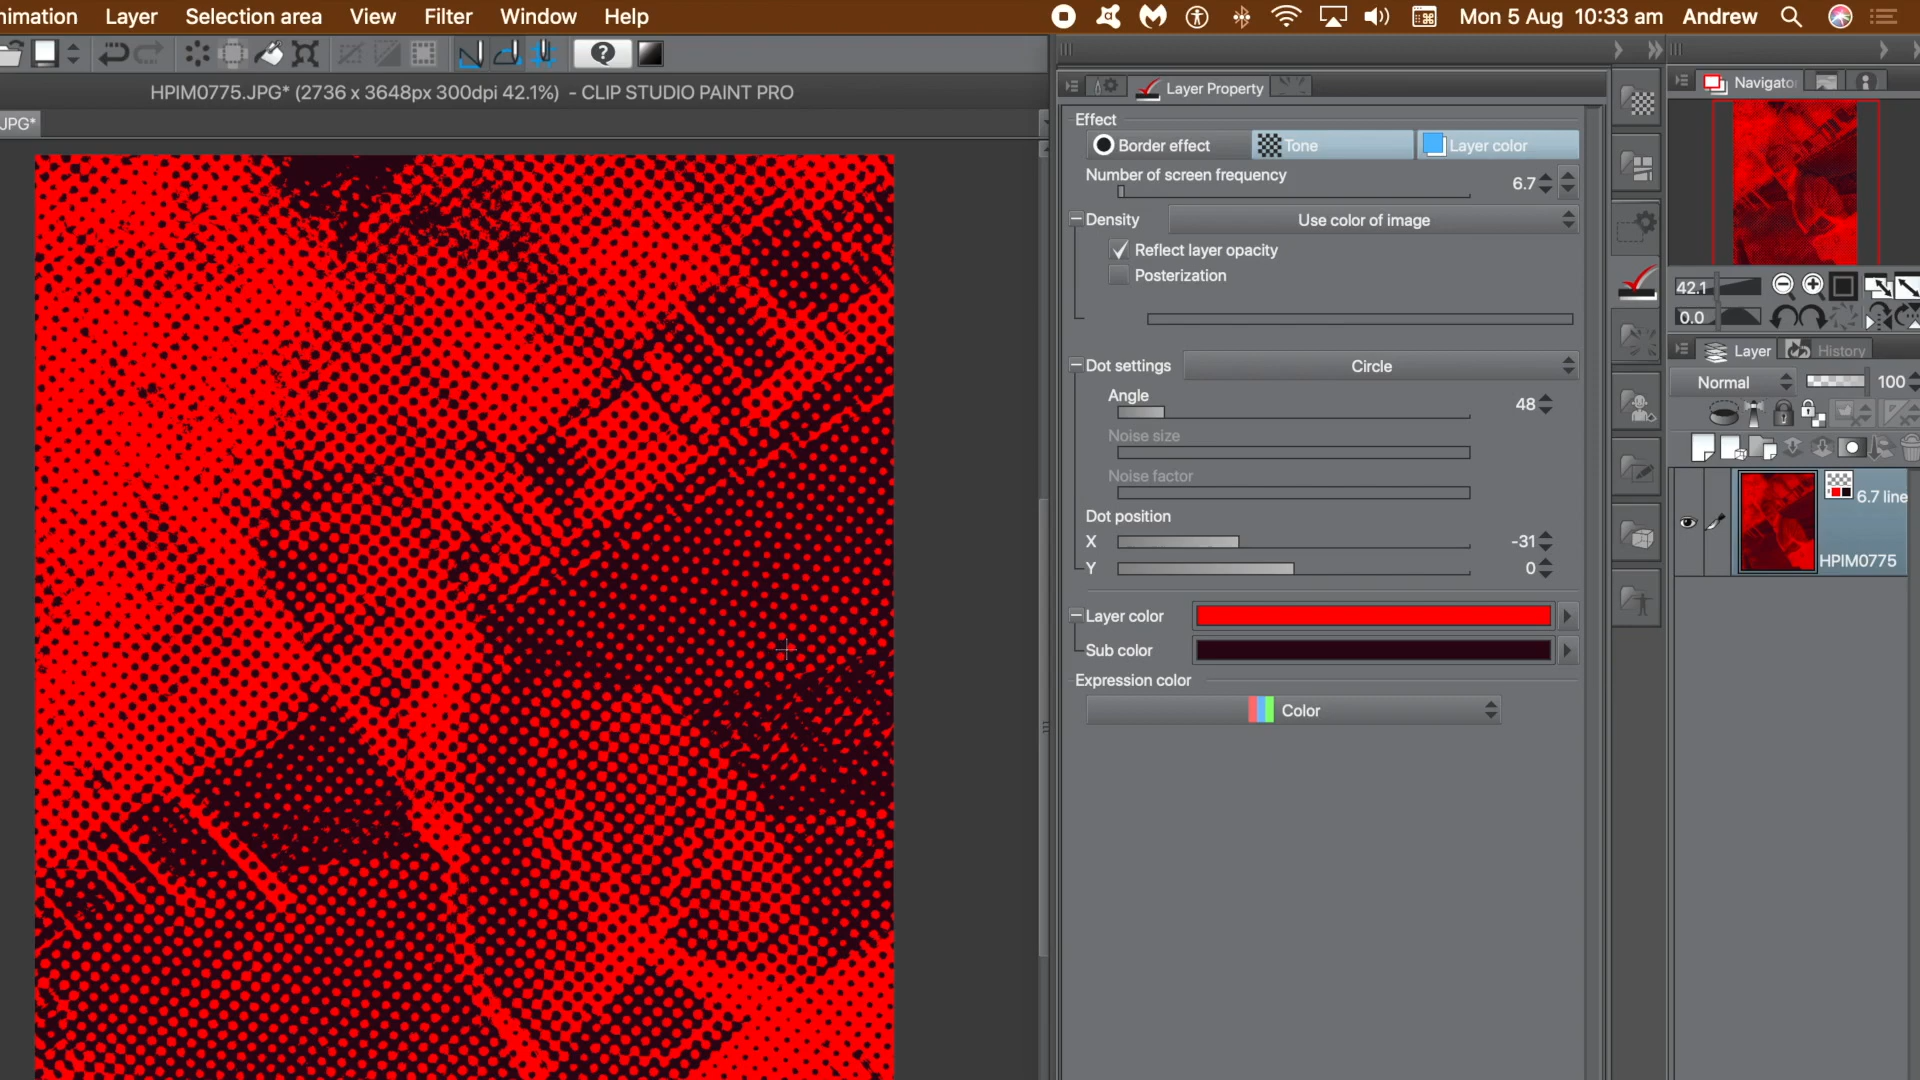 nimation Layer Selection area View Filter Window Help Mon 5 Aug 10:33 am Andrew
HPIM0775.JPG* (2736 x 3648px 300dpi 42.1%) - CLIP STUDIO PAINT PRO
JPG*
Layer Property
Effect
Border effect Tone Layer color
Number of screen frequency 6.7
Density Use color of image
Reflect layer opacity
Posterization
Dot settings Circle
Angle 48
Noise size
Noise factor
Dot position
X -31
Y 0
Layer color
Sub color
Expression color
Color
Navigato
42.1
0.0
Layer History
Normal 100
6.7 line
HPIM0775